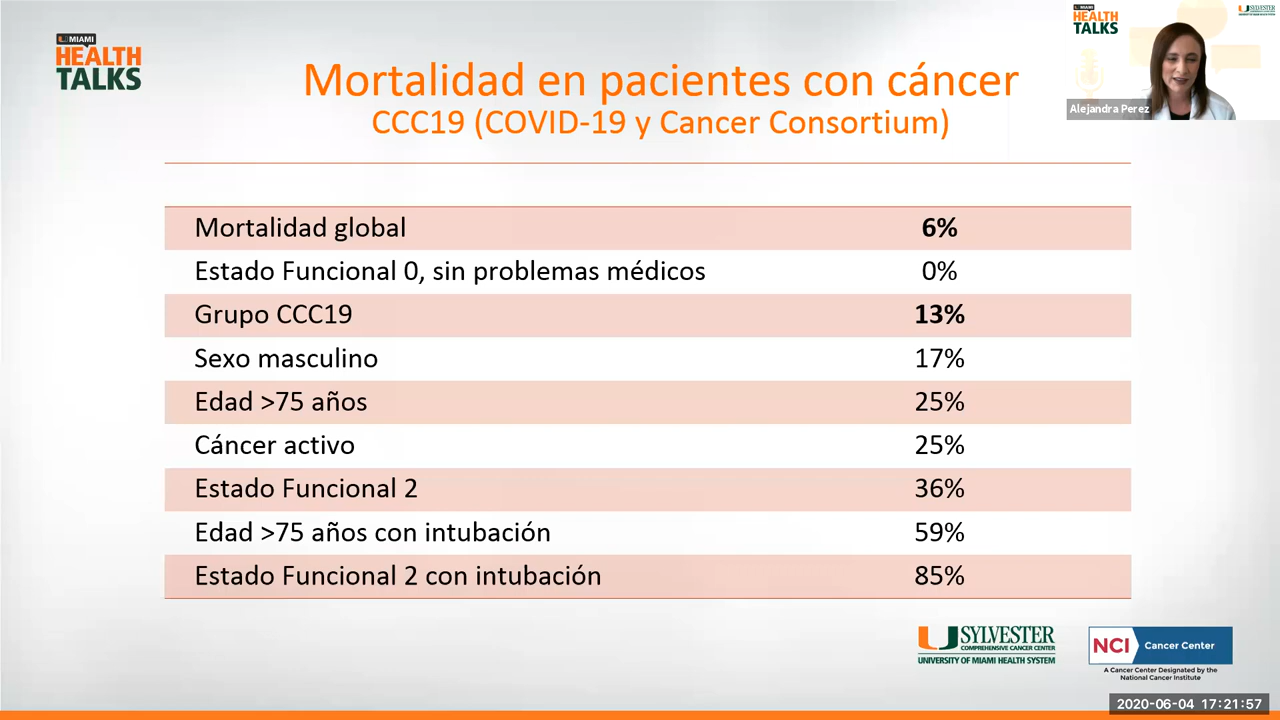 U MIAMI
HEALTH
TALKS
Mortalidad en pacientes con cáncer
CCC19 (COVID-19 y Cancer Consortium)
HEALTH
TALKS
SYLVESTER
Alejandra Perez
Mortalidad global 6%
Estado Funcional 0, sin problemas médicos 0%
Grupo CCC19 13%
Sexo masculino 17%
Edad >75 años 25%
Cáncer activo 25%
Estado Funcional 2 36%
Edad >75 años con intubación 59%
Estado Funcional 2 con intubación 85%
SYLVESTER
COMPREHENSIVE CANCER CENTER
UNIVERSITY OF MIAMI HEALTH SYSTEM
NCI Cancer Center
A Cancer Center Designated by the
National Cancer Institute
2020-06-04 17:21:57